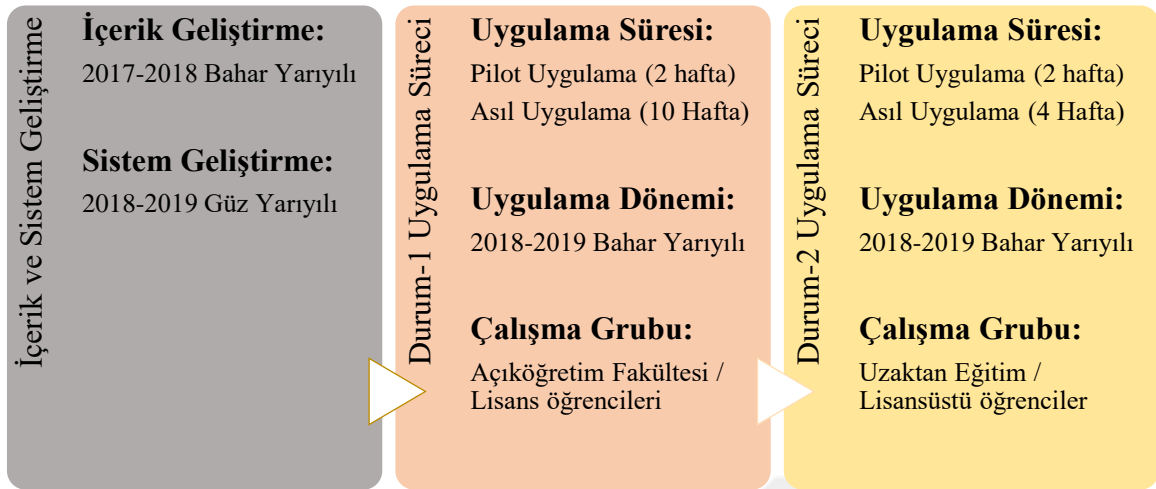 İçerik ve Sistem Geliştirme
İçerik Geliştirme:
2017-2018 Bahar Yarıyılı
Sistem Geliştirme:
2018-2019 Güz Yarıyılı
Durum-1 Uygulama Süreci
Uygulama Süresi:
Pilot Uygulama (2 hafta)
Asıl Uygulama (10 Hafta)
Uygulama Dönemi:
2018-2019 Bahar Yarıyılı
Çalışma Grubu:
Açıköğretim Fakültesi /
Lisans öğrencileri
Durum-2 Uygulama Süreci
Uygulama Süresi:
Pilot Uygulama (2 hafta)
Asıl Uygulama (4 Hafta)
Uygulama Dönemi:
2018-2019 Bahar Yarıyılı
Çalışma Grubu:
Uzaktan Eğitim /
Lisansüstü öğrenciler